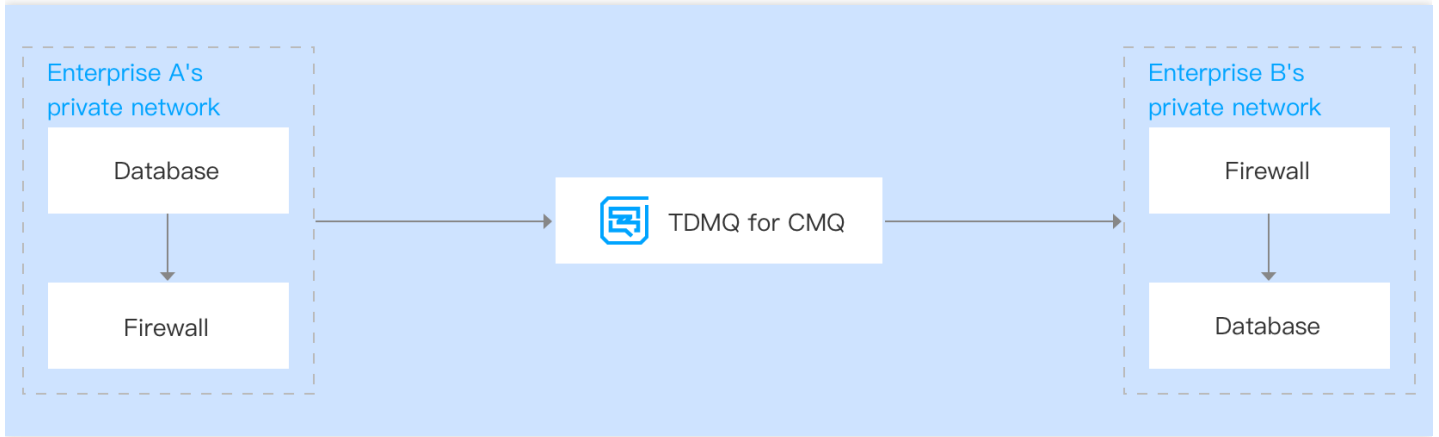 Enterprise A's
private network
Database
Firewall
TDMQ for CMQ
Enterprise B's
private network
Firewall
Database